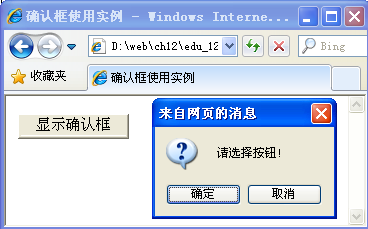 确认框使用实例 - Windows Interne...
D:\web\ch12\edu_12
Bing
收藏夹
确认框使用实例
显示确认框
来自网页的消息
请选择按钮!
确定
取消